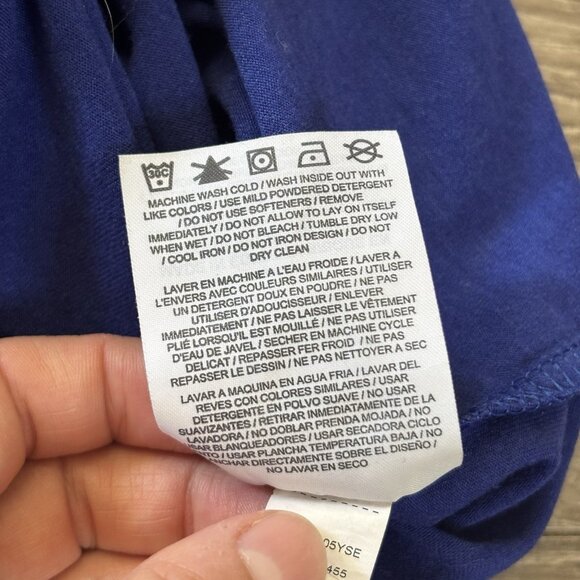 30C
MACHINE WASH COLD / WASH INSIDE OUT WITH
LIKE COLORS / USE MILD POWDERED DETERGENT
/ DO NOT USE SOFTENERS / REMOVE
IMMEDIATELY / DO NOT ALLOW TO LAY ON ITSELF
WHEN WET / DO NOT BLEACH / TUMBLE DRY LOW
/ COOL IRON / DO NOT IRON DESIGN / DO NOT
DRY CLEAN
LAVER EN MACHINE A L'EAU FROIDE / LAVER A
L'ENVERS AVEC COULEURS SIMILAIRES / UTILISER
UN DETERGENT DOUX EN POUDRE / NE PAS
UTILISER D'ADOUCISSEUR / ENLEVER
IMMEDIATEMENT / NE PAS LAISSER LE VÊTEMENT
PLIÉ LORSQU'IL EST MOUILLÉ / NE PAS UTILISER
D'EAU DE JAVEL / SECHER EN MACHINE CYCLE
DELICAT / REPASSER FER FROID / NE PAS
REPASSER LE DESSIN / NE PAS NETTOYER A SEC
LAVAR A MAQUINA EN AGUA FRIA / LAVAR DEL
REVES CON COLORES SIMILARES / USAR
DETERGENTE EN POLVO SUAVE / NO USAR
SUAVIZANTES / RETIRAR INMEDIATAMENTE DE LA
LAVADORA / NO DOBLAR PRENDA MOJADA / NO
USAR BLANQUEADORES / USAR SECADORA CICLO
/ USAR PLANCHA TEMPERATURA BAJA / NO
PLANCHAR DIRECTAMENTE SOBRE EL DISEÑO /
NO LAVAR EN SECO
05YSE
455